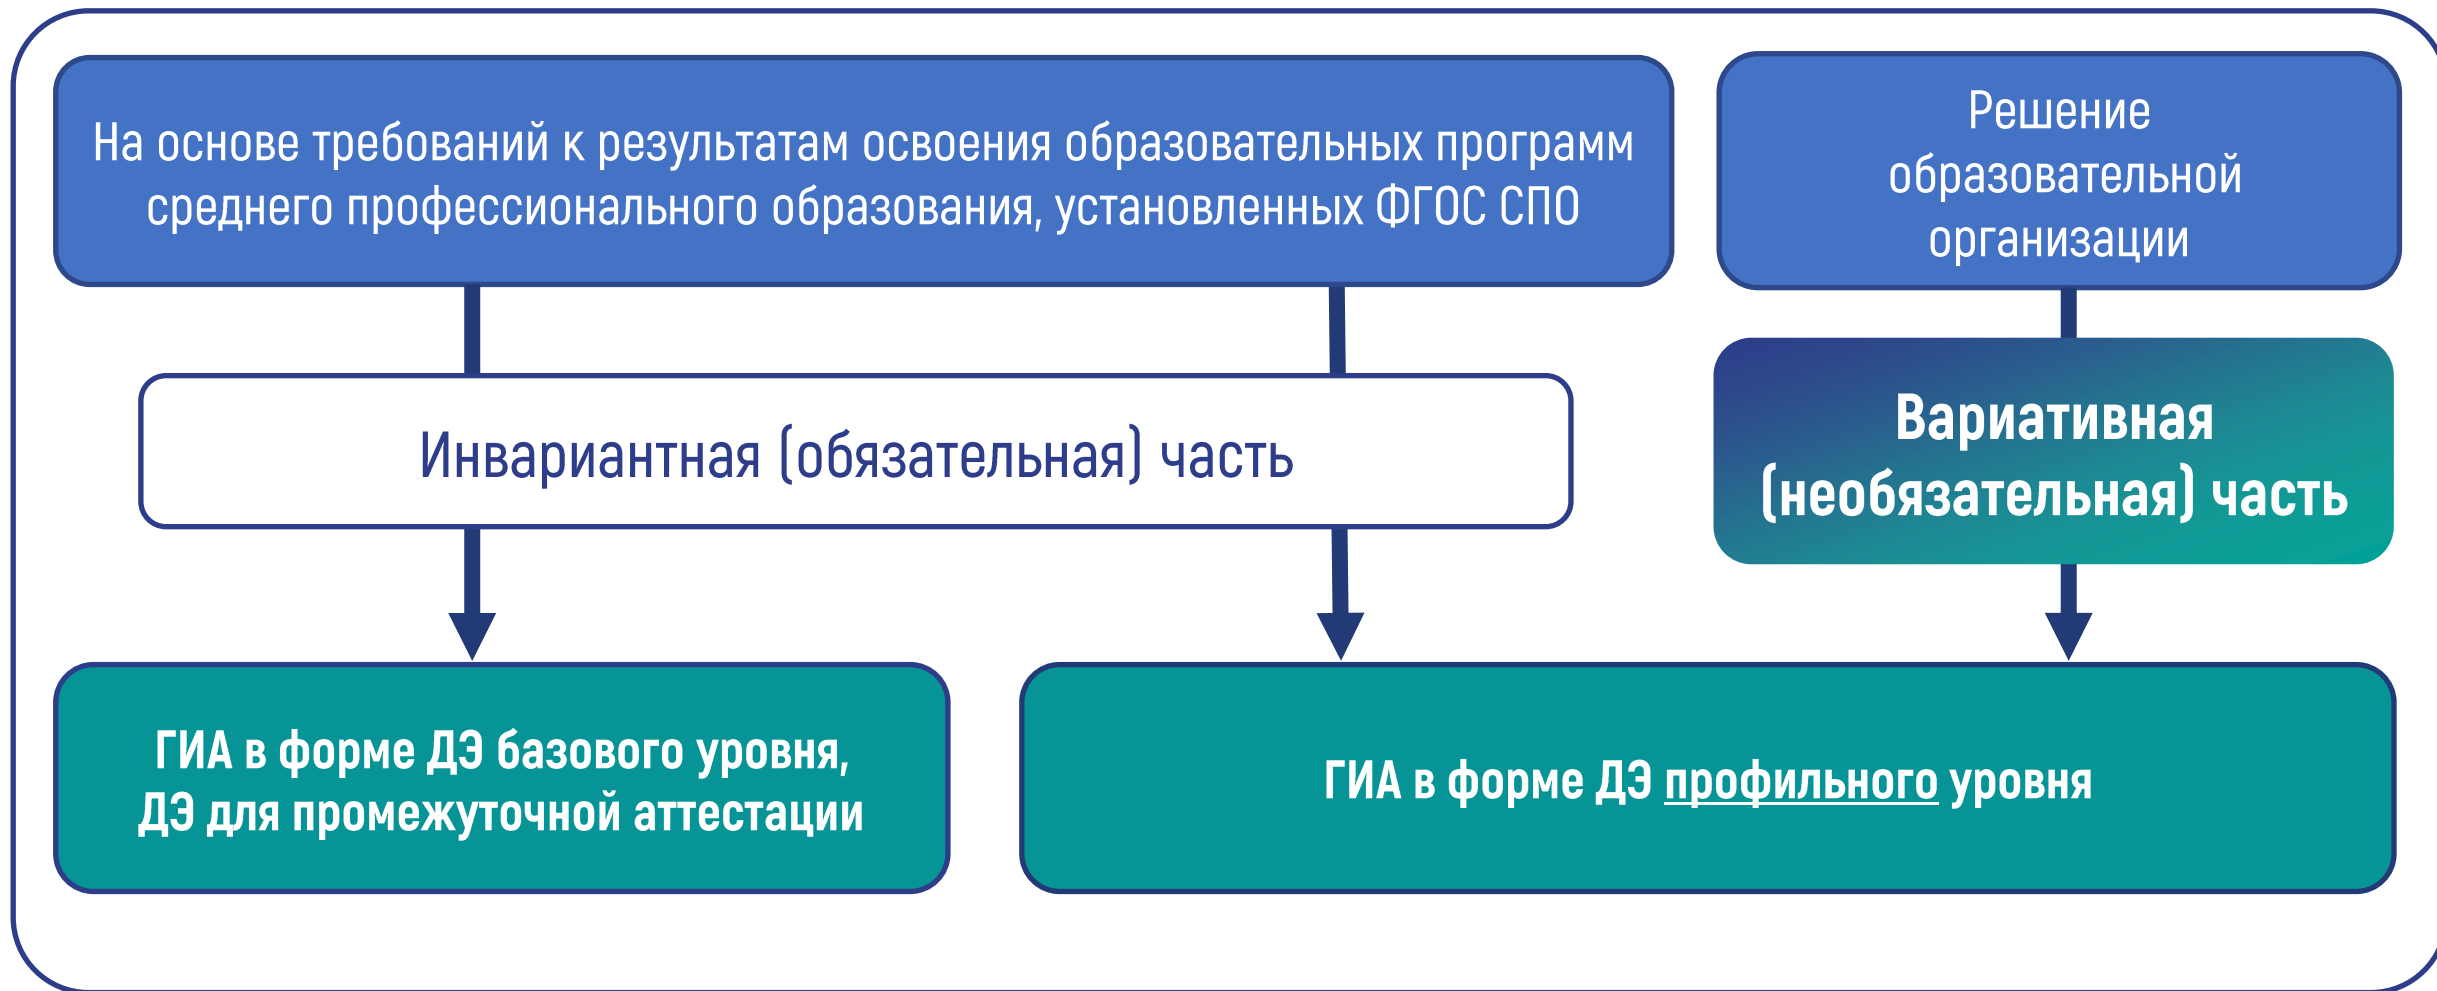 На основе требований к результатам освоения образовательных программ
среднего профессионального образования, установленных ФГОС СПО
Решение
образовательной
организации
Инвариантная (обязательная) часть
Вариативная
(необязательная) часть
ГИА в форме ДЭ базового уровня,
ДЭ для промежуточной аттестации
ГИА в форме ДЭ профильного уровня